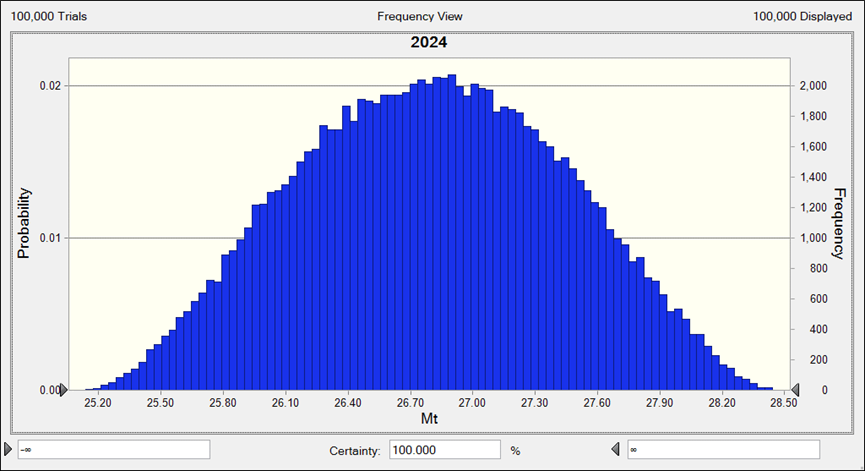 100,000 Trials Frequency View 100,000 Displayed
2024
0.02 2,000
1,800
1,600
1,400
1,200
0.01 1,000
800
600
400
200
0.00 0
Probability
Frequency
25.20 25.50 25.80 26.10 26.40 26.70 27.00 27.30 27.60 27.90 28.20 28.50
Mt
-∞ Certainty: 100.000 % ∞